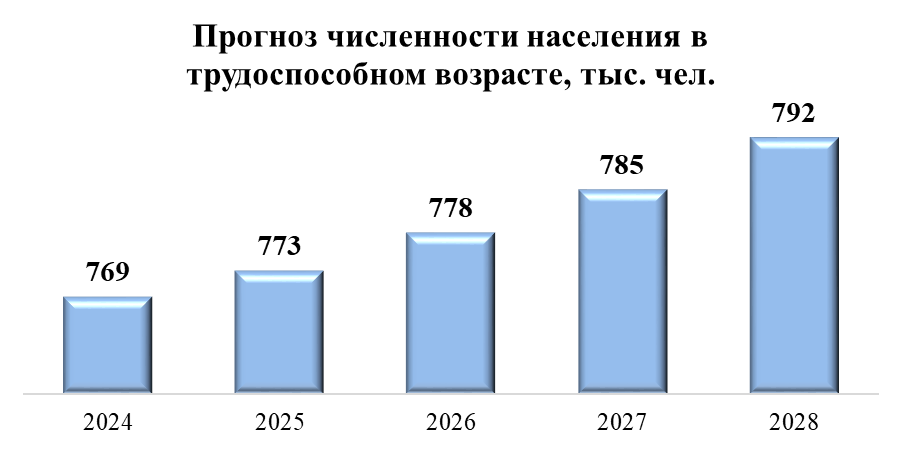 Прогноз численности населения в
трудоспособном возрасте, тыс. чел.
792
785
778
773
769
2024 2025 2026 2027 2028